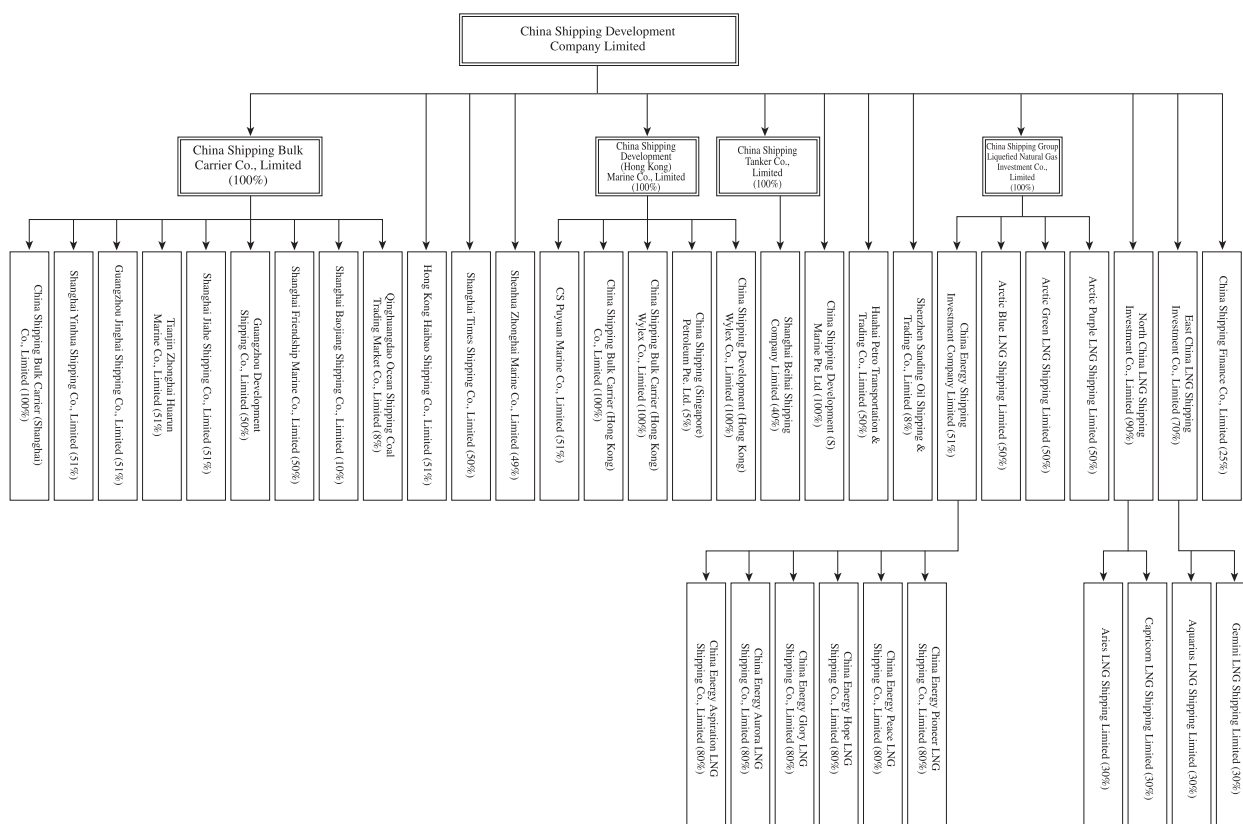 China Shipping Development
Company Limited
China Shipping Bulk
Carrier Co., Limited
(100%)
China Shipping
Development
(Hong Kong)
Marine Co., Limited
(100%)
China Shipping
Tanker Co.,
Limited
(100%)
China Shipping Group
Liquefied Natural Gas
Investment Co.,
Limited
(100%)
China Shipping Bulk Carrier (Shanghai)
Co., Limited (100%)
Shanghai Yinhua Shipping Co., Limited (51%)
Guangzhou Jinghai Shipping Co., Limited (51%)
Tianjin Zhonghai Huarun
Marine Co., Limited (51%)
Shanghai Jiahe Shipping Co., Limited (51%)
Guangzhou Development
Shipping Co., Limited (50%)
Shanghai Friendship Marine Co., Limited (50%)
Shanghai Baojiang Shipping Co., Limited (10%)
Qinghuangdao Ocean Shipping Coal
Trading Market Co., Limited (8%)
Hong Kong Haibao Shipping Co., Limited (51%)
Shanghai Times Shipping Co., Limited (50%)
Shenhua Zhonghai Marine Co., Limited (49%)
CS Puyuan Marine Co., Limited (51%)
China Shipping Bulk Carrier (Hong Kong)
Co., Limited (100%)
China Shipping Bulk Carrier (Hong Kong)
Wylex Co., Limited (100%)
China Shipping (Singapore)
Petroleum Pte. Ltd. (5%)
China Shipping Development (Hong Kong)
Wylex Co., Limited (100%)
Shanghai Beihai Shipping
Company Limited (40%)
China Shipping Development (S)
Marine Pte Ltd (100%)
Huahai Petro Transportation &
Trading Co., Limited (50%)
Shenzhen Sanding Oil Shipping &
Trading Co., Limited (8%)
China Energy Shipping
Investment Company Limited (51%)
Arctic Blue LNG Shipping Limited (50%)
Arctic Green LNG Shipping Limited (50%)
Arctic Purple LNG Shipping Limited (50%)
North China LNG Shipping
Investment Co., Limited (90%)
East China LNG Shipping
Investment Co., Limited (70%)
China Shipping Finance Co., Limited (25%)
China Energy Aspiration LNG
Shipping Co., Limited (80%)
China Energy Aurora LNG
Shipping Co., Limited (80%)
China Energy Glory LNG
Shipping Co., Limited (80%)
China Energy Hope LNG
Shipping Co., Limited (80%)
China Energy Peace LNG
Shipping Co., Limited (80%)
China Energy Pioneer LNG
Shipping Co., Limited (80%)
Aries LNG Shipping Limited (30%)
Capricorn LNG Shipping Limited (30%)
Aquarius LNG Shipping Limited (30%)
Gemini LNG Shipping Limited (30%)